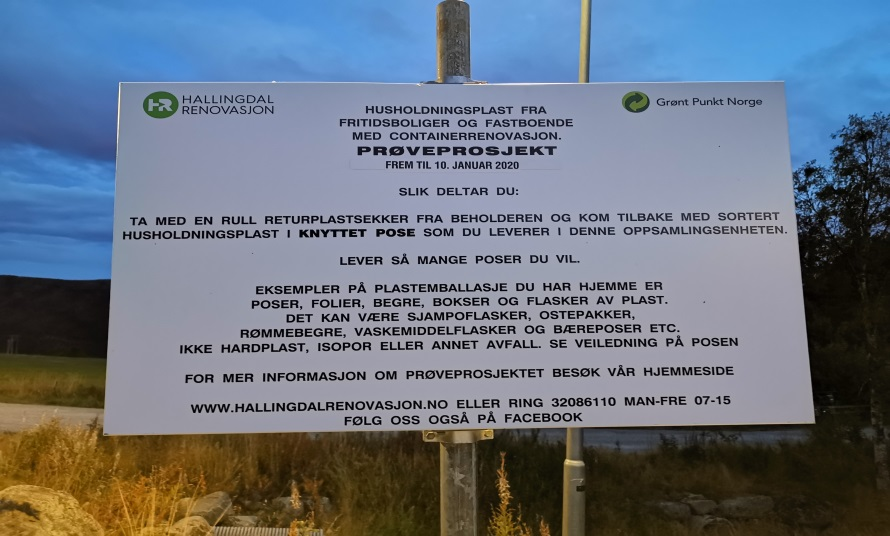 HR HALLINGDAL
RENOVASJON
Grønt Punkt Norge
HUSHOLDNINGSPLAST FRA
FRITIDSBOLIGER OG FASTBOENDE
MED CONTAINERRENOVASJON.
PRØVEPROSJEKT
FREM TIL 10. JANUAR 2020
SLIK DELTAR DU:
TA MED EN RULL RETURPLASTSEKKER FRA BEHOLDEREN OG KOM TILBAKE MED SORTERT
HUSHOLDNINGSPLAST I KNYTTET POSE SOM DU LEVERER I DENNE OPPSAMLINGSENHETEN.
LEVER SÅ MANGE POSER DU VIL.
EKSEMPLER PÅ PLASTEMBALLASJE DU HAR HJEMME ER
POSER, FOLIER, BEGRE, BOKSER OG FLASKER AV PLAST.
DET KAN VÆRE SJAMPOFLASKER, OSTEPAKKER,
RØMMEBEGRE, VASKEMIDDELFLASKER OG BÆREPOSER ETC.
IKKE HARDPLAST, ISOPOR ELLER ANNET AVFALL. SE VEILEDNING PÅ POSEN
FOR MER INFORMASJON OM PRØVEPROSJEKTET BESØK VÅR HJEMMESIDE
WWW.HALLINGDALRENOVASJON.NO ELLER RING 32086110 MAN-FRE 07-15
FØLG OSS OGSÅ PÅ FACEBOOK